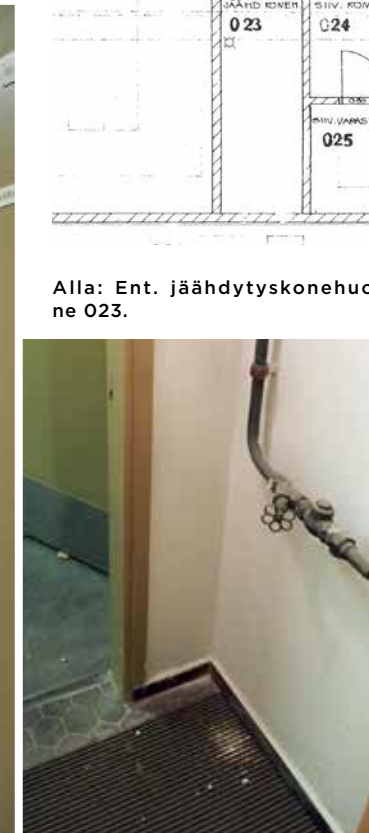 JÄÄHD KONEH
023
SIIV. KOM
024
SIIV. VARAS
025
Alla: Ent. jäähdytyskonehuo
ne 023.